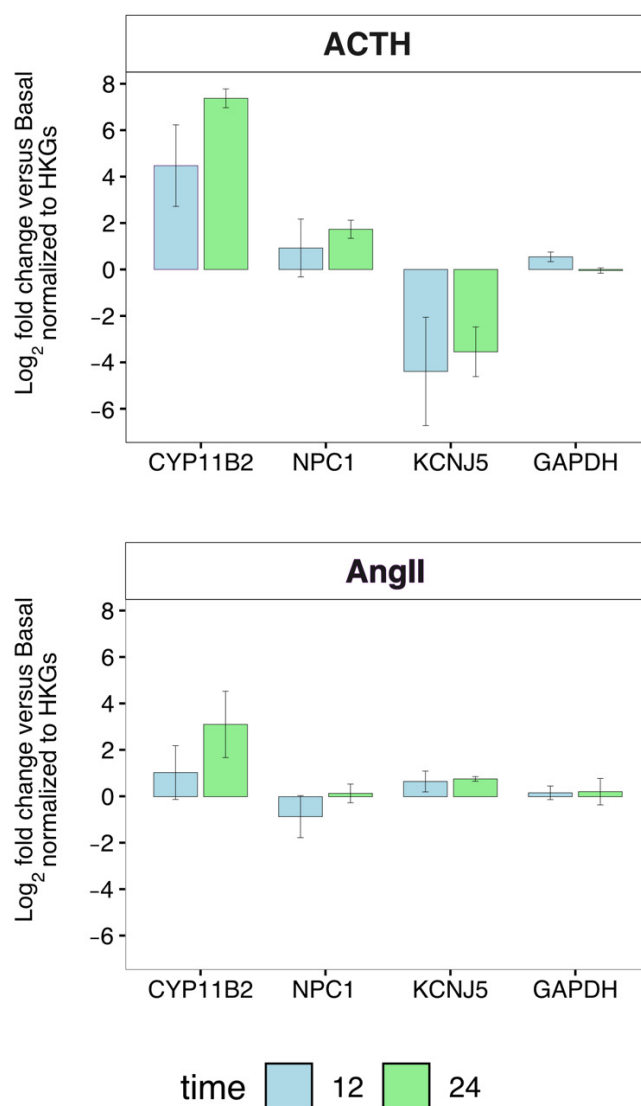 ACTH
Log2 fold change versus Basal
normalized to HKGs
8
6
4
2
0
−2
−4
−6
CYP11B2 NPC1 KCNJ5 GAPDH
AngII
Log2 fold change versus Basal
normalized to HKGs
8
6
4
2
0
−2
−4
−6
CYP11B2 NPC1 KCNJ5 GAPDH
time 12 24